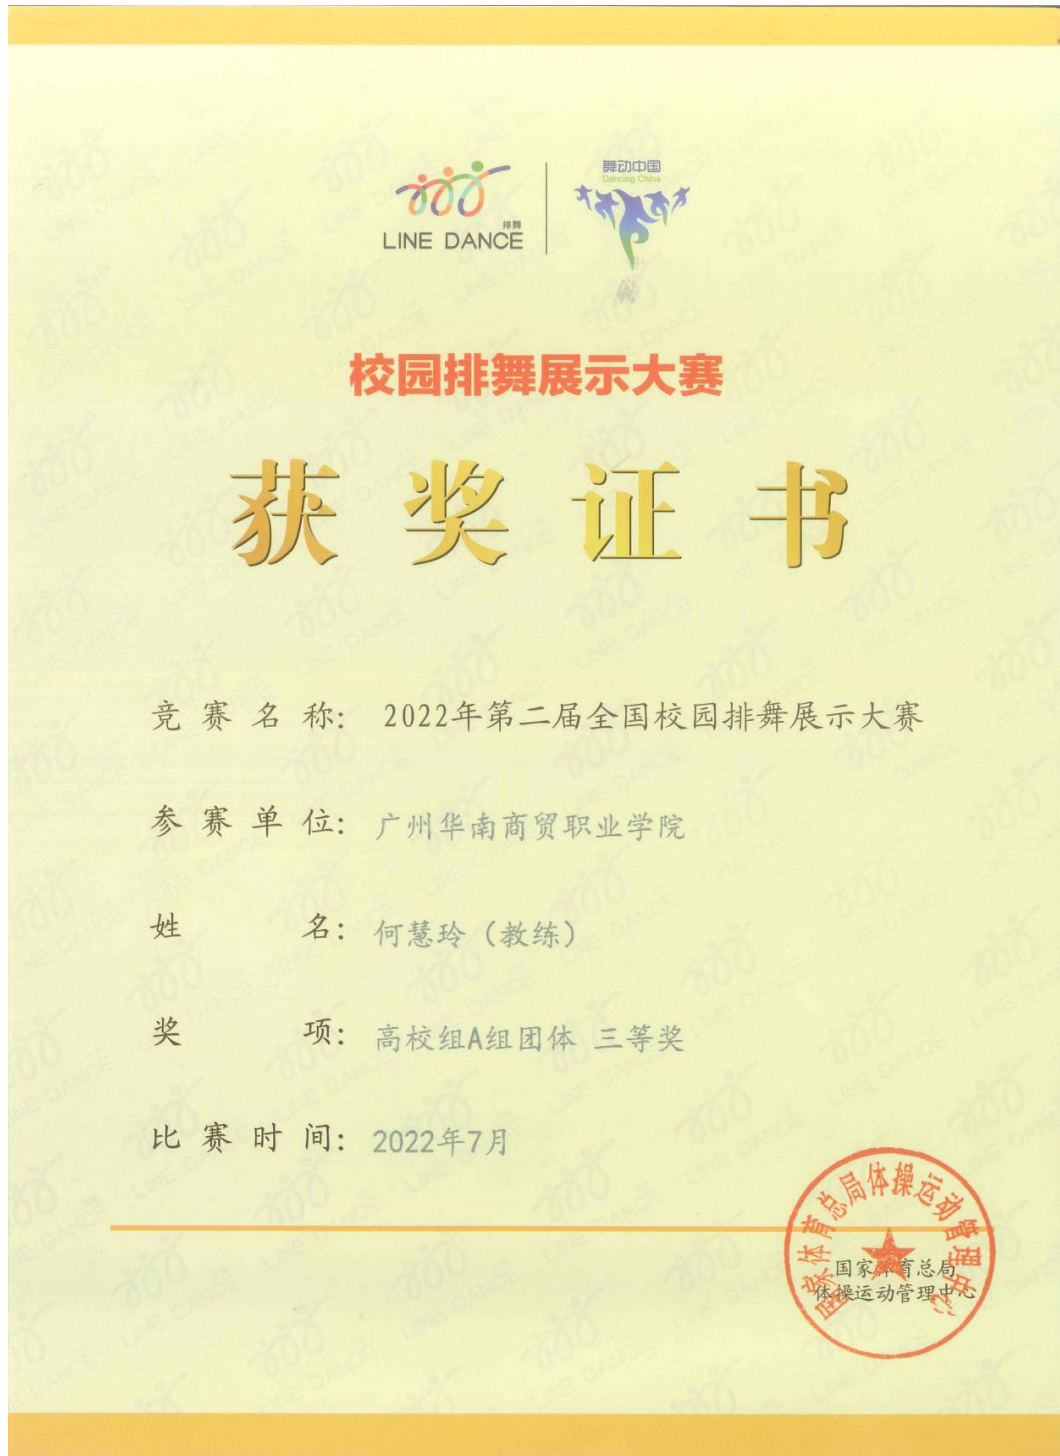 舞动中国
Dancing China
排舞
LINE DANCE
校园排舞展示大赛
获奖证书
竞赛名称: 2022年第二届全国校园排舞展示大赛
参赛单位: 广州华南商贸职业学院
姓名: 何慧玲（教练）
奖项: 高校组A组团体 三等奖
比赛时间: 2022年7月
国家体育总局体操运动管理中心
国家体育总局
体操运动管理中心